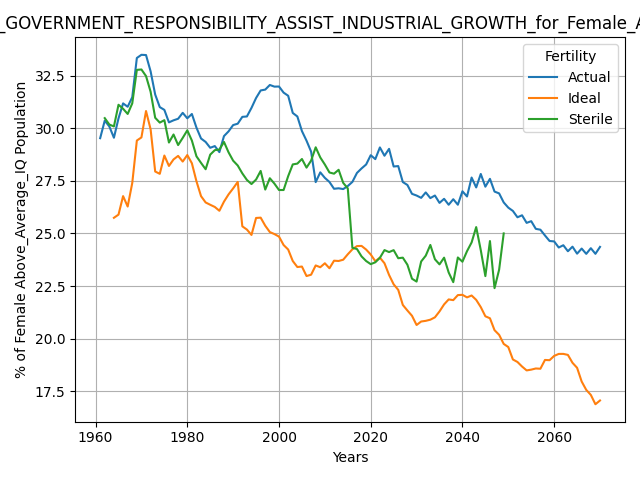 _GOVERNMENT_RESPONSIBILITY_ASSIST_INDUSTRIAL_GROWTH_for_Female_A
Fertility
Actual
Ideal
Sterile
% of Female Above_Average_IQ Population
32.5
30.0
27.5
25.0
22.5
20.0
17.5
1960
1980
2000
2020
2040
2060
Years